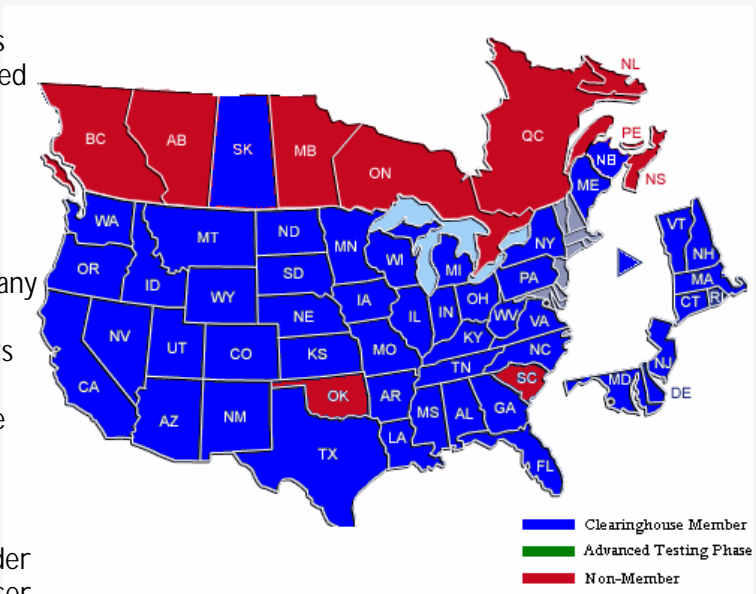 s
ed
any
s
e
der
NL
BC
AB
SK
MB
ON
QC
PE
NB
NS
ME
WA
MT
ND
MN
OR
ID
SD
WI
MI
NY
WY
IA
PA
NV
NE
IL
IN
OH
WV
VA
UT
CO
KS
MO
KY
CA
NC
TN
AZ
NM
OK
AR
SC
MS
AL
GA
LA
TX
FL
VT
NH
MA
CT
RI
NJ
MD
DE
Clearinghouse Member
Advanced Testing Phase
Non-Member